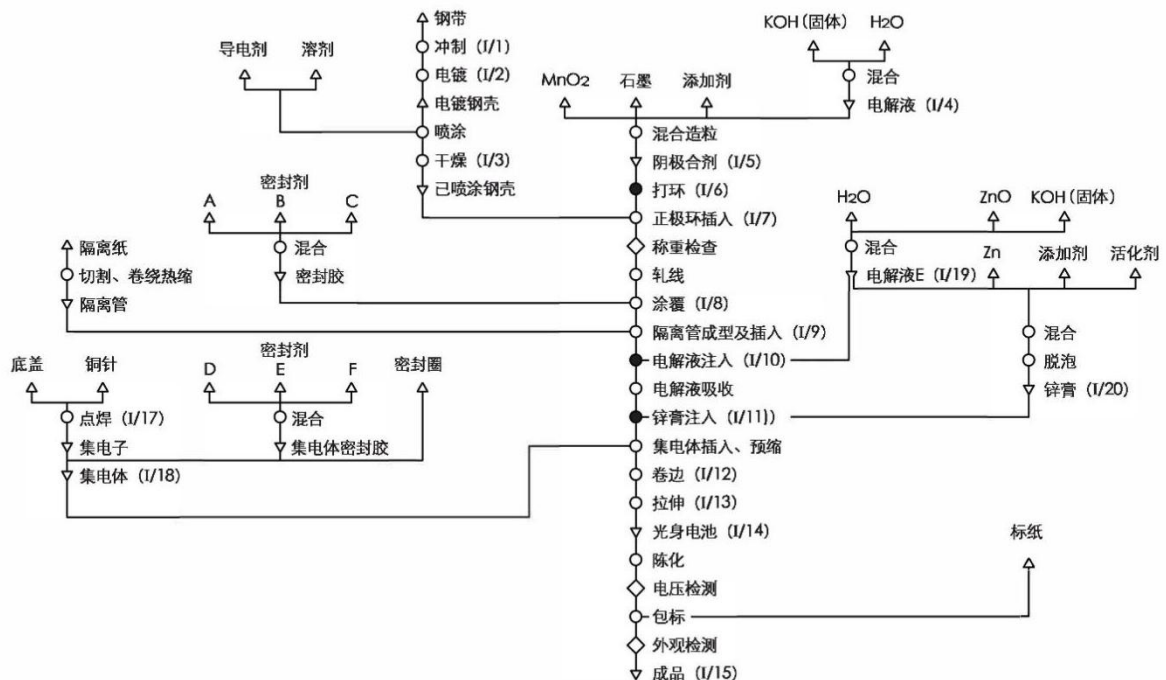 钢带
冲制 (I/1)
电镀 (I/2)
电镀钢壳
导电剂 溶剂
喷涂
干燥 (I/3)
已喷涂钢壳
KOH (固体) H2O
混合
电解液 (I/4)
MnO2 石墨 添加剂
混合造粒
阴极合剂 (I/5)
打环 (I/6)
正极环插入 (I/7)
称重检查
轧线
涂覆 (I/8)
隔离管成型及插入 (I/9)
电解液注入 (I/10)
电解液吸收
锌膏注入 (I/11))
集电体插入、预缩
卷边 (I/12)
拉伸 (I/13)
光身电池 (I/14)
陈化
电压检测
包标
外观检测
成品 (I/15)
密封剂
A B C
混合
密封胶
隔离纸
切割、卷绕热缩
隔离管
底盖 铜针
点焊 (I/17)
集电子
集电体 (I/18)
密封剂
D E F
混合
集电体密封胶
密封圈
H2O ZnO KOH (固体)
混合
电解液E (I/19)
Zn 添加剂 活化剂
混合
脱泡
锌膏 (I/20)
标纸